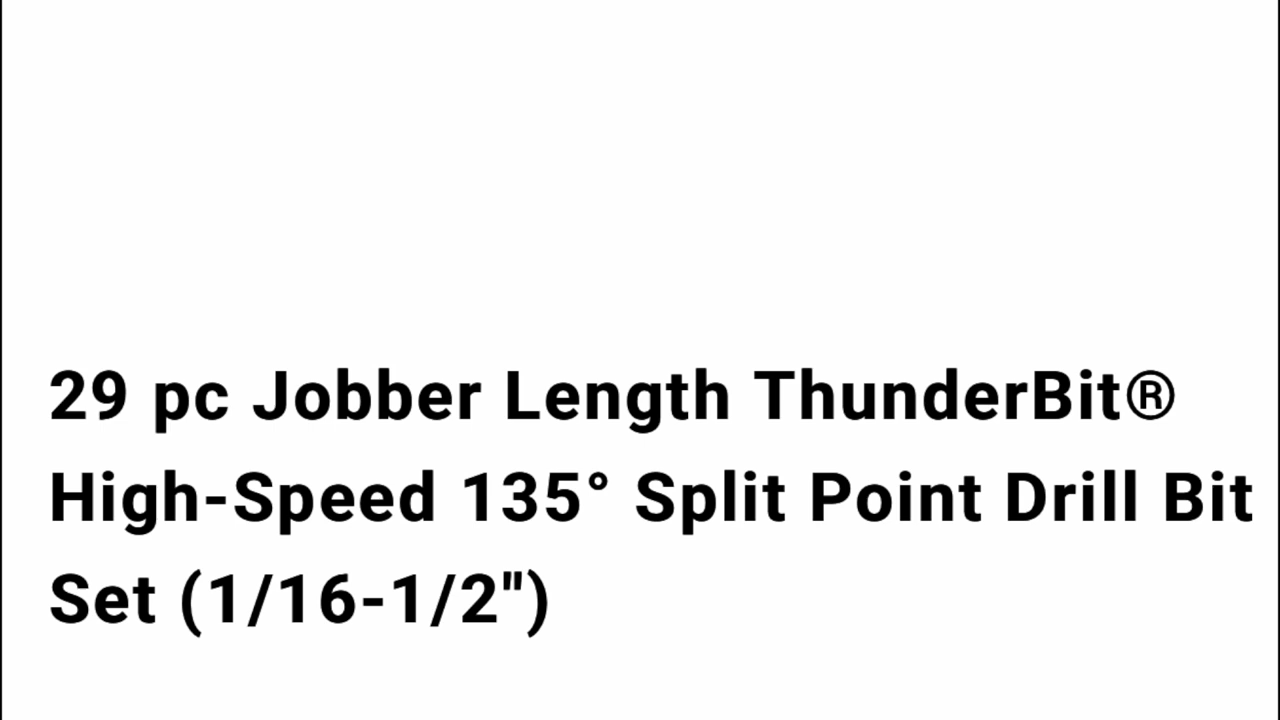 29 pc Jobber Length ThunderBit®
High-Speed 135° Split Point Drill Bit
Set (1/16-1/2")